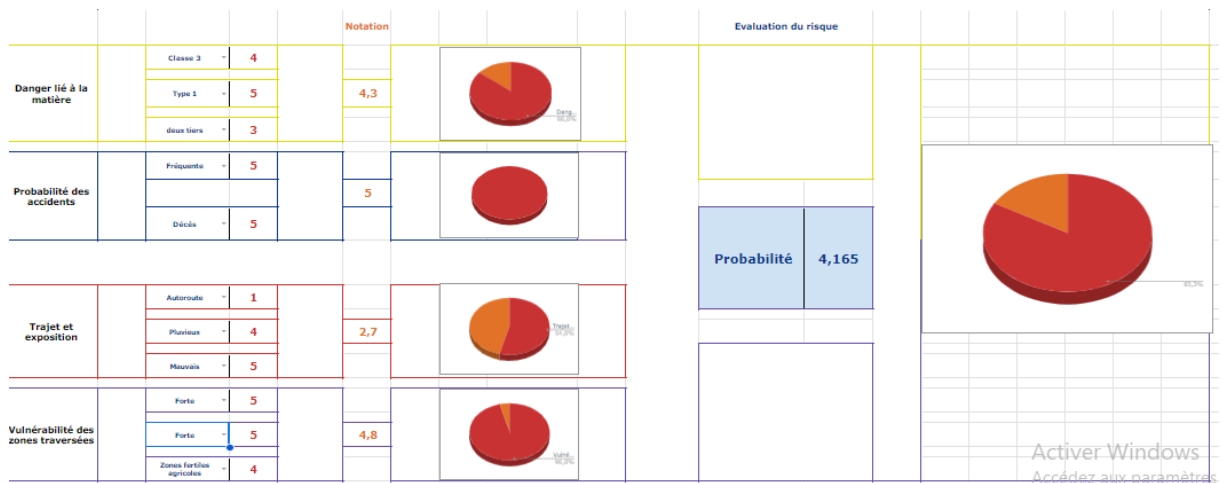 Notation
Evaluation du risque
Danger lié à la
matière
Classe 3
4
Type 1
5
4,3
deux tiers
3
Probabilité des
accidents
Fréquente
5
5
Décès
5
Probabilité
4,165
Trajet et
exposition
Autoroute
1
Pluvieux
4
2,7
Mauvais
5
Vulnérabilité des
zones traversées
Forte
5
Forte
5
4,8
Zones fertiles
agricoles
4
Activer Windows
Accédez aux paramètres